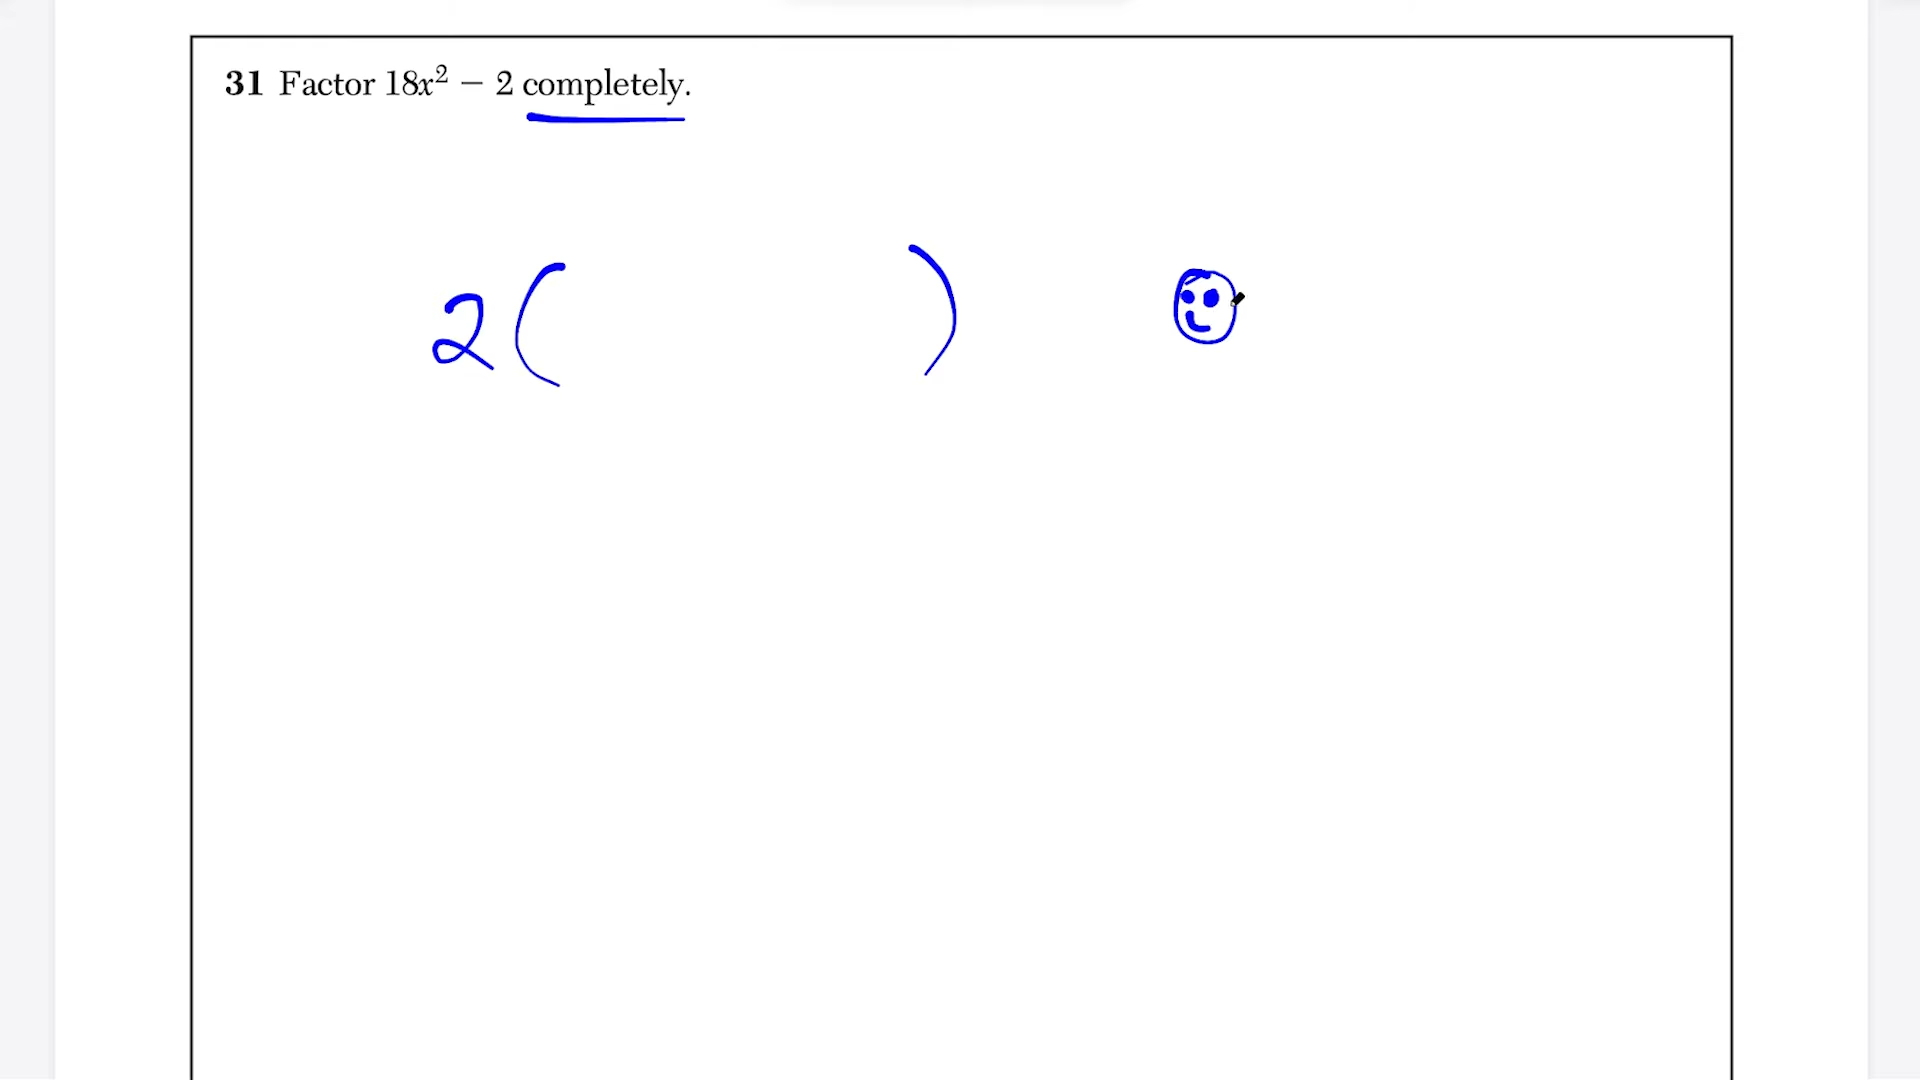 31 Factor 18x² − 2 completely.
2( )